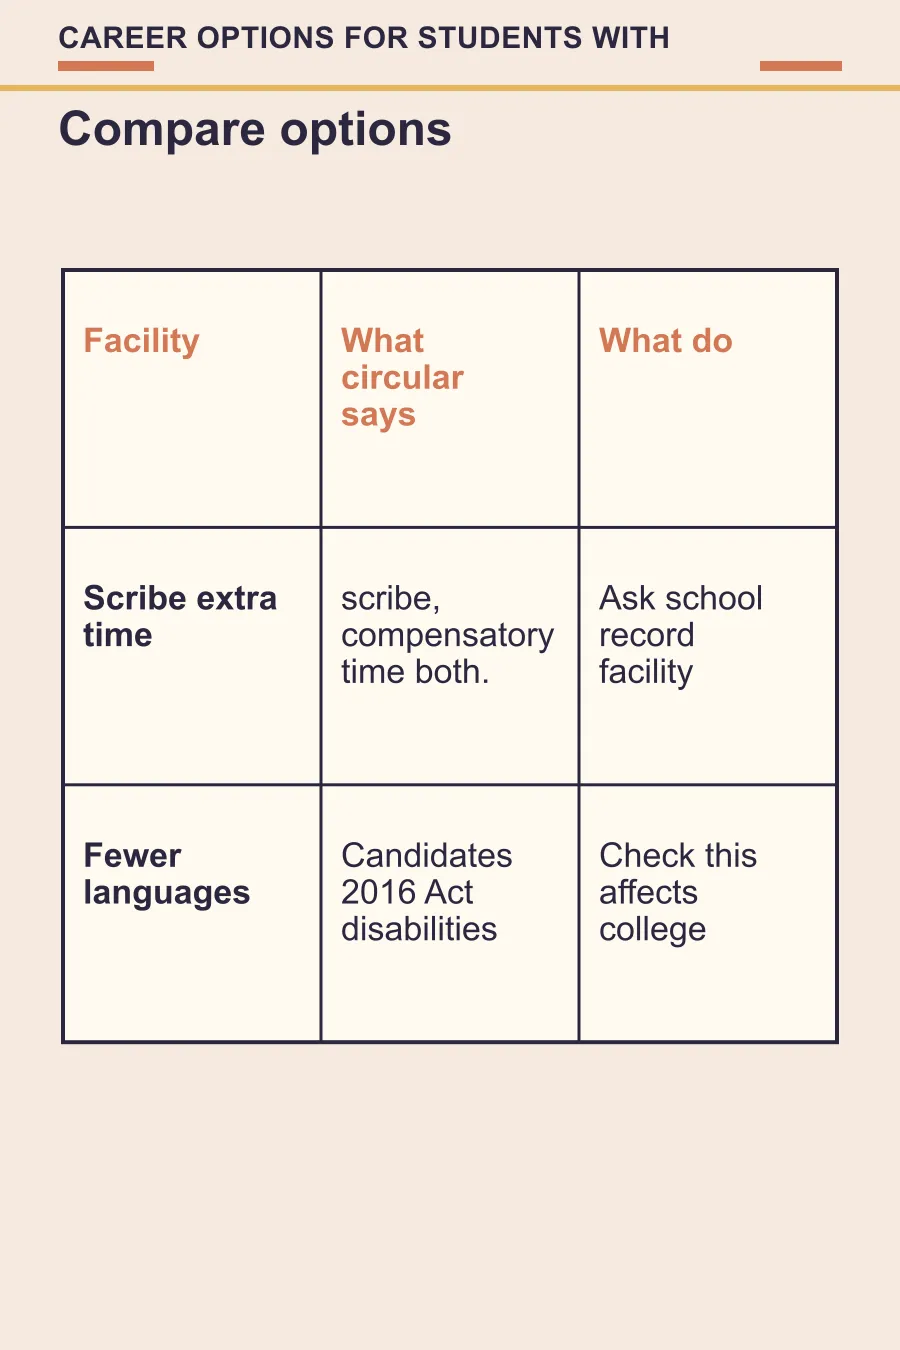 CAREER OPTIONS FOR STUDENTS WITH
Compare options
Facility
What
circular
says
What do
Scribe extra
time
scribe,
compensatory
time both.
Ask school
record
facility
Fewer
languages
Candidates
2016 Act
disabilities
Check this
affects
college